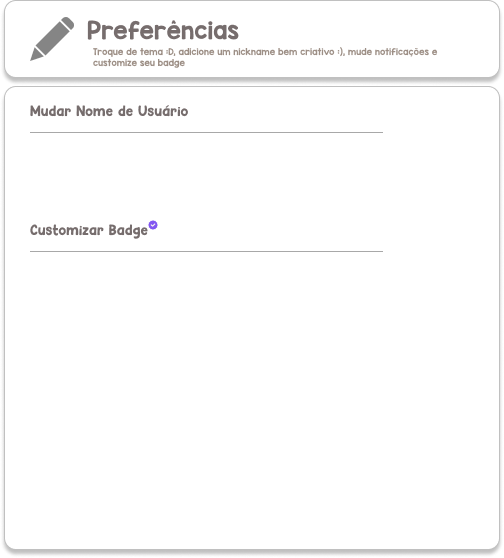 Preferências
Troque de tema :D, adicione um nickname bem criativo :), mude notificações e
customize seu badge
Mudar Nome de Usuário
Customizar Badge